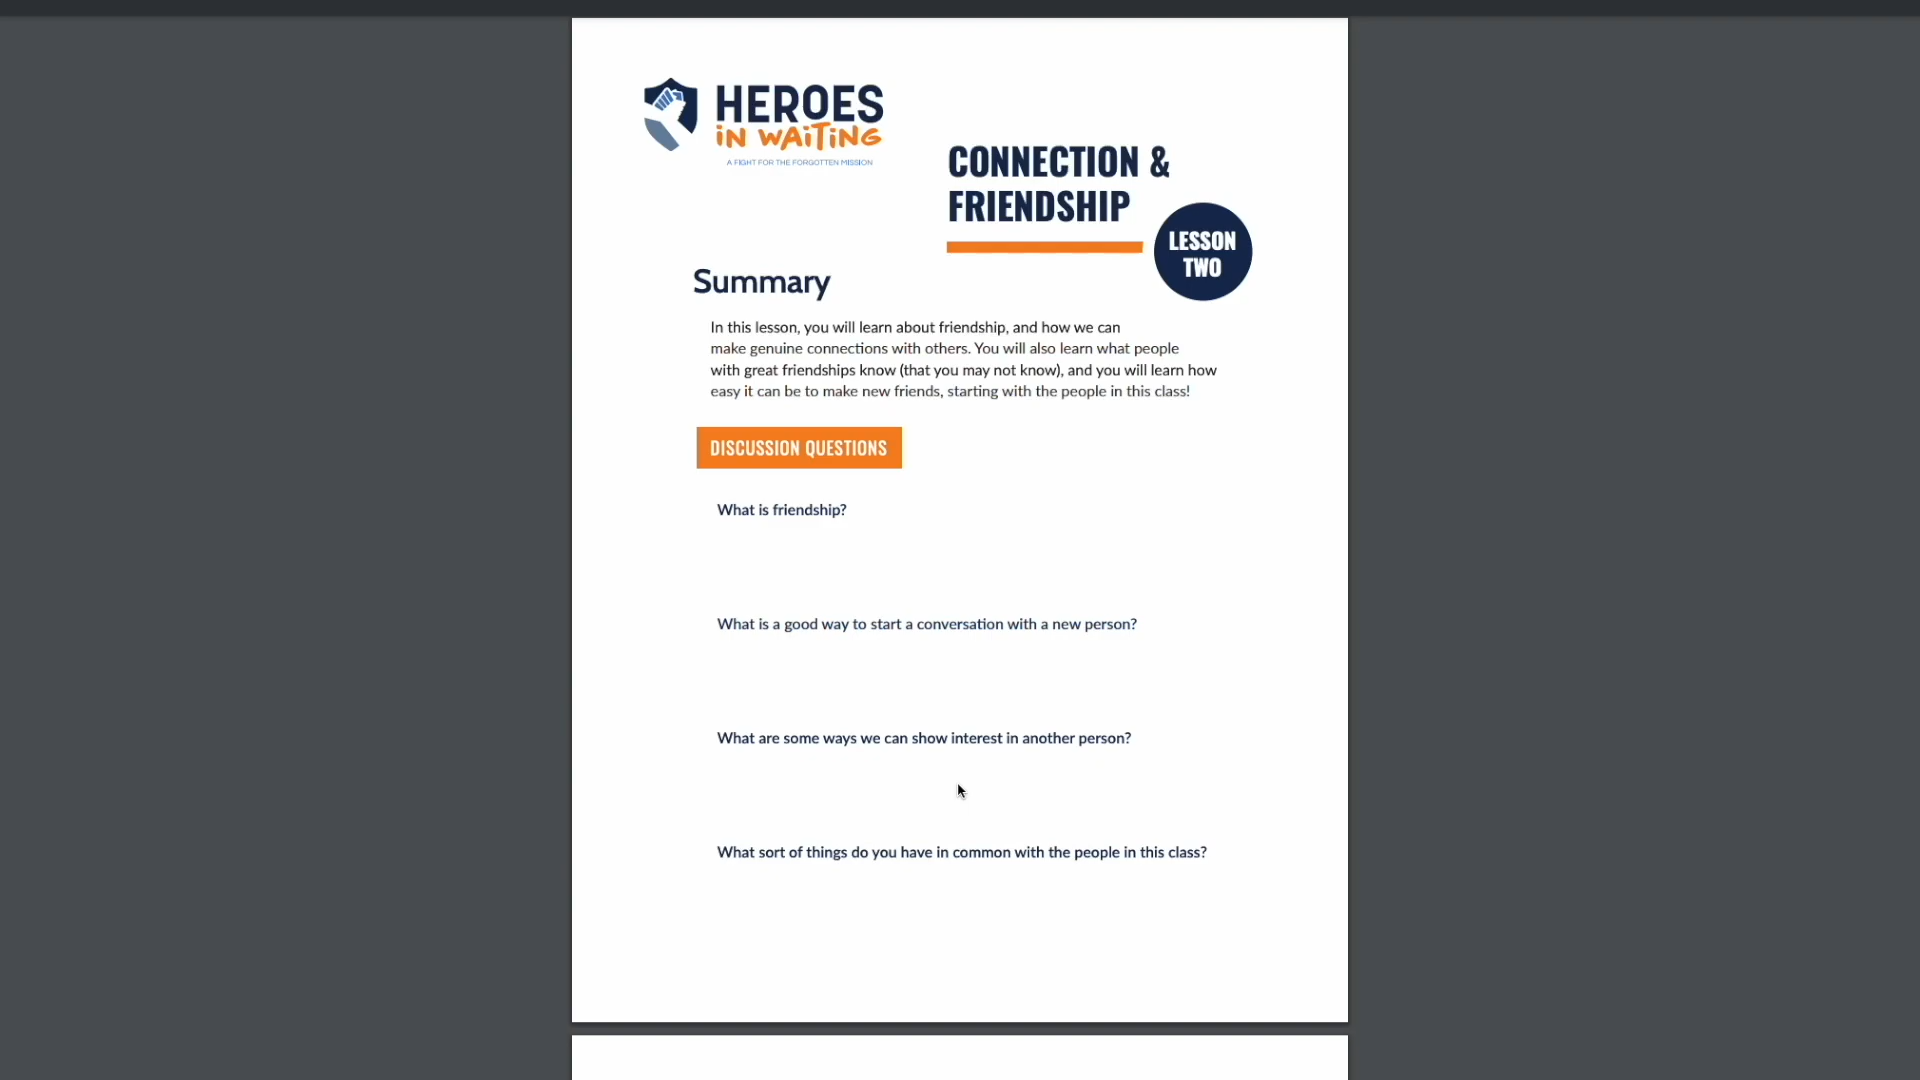 HEROES
IN WAITING
A FIGHT FOR THE FORGOTTEN MISSION
CONNECTION &
FRIENDSHIP
LESSON
TWO
Summary
In this lesson, you will learn about friendship, and how we can
make genuine connections with others. You will also learn what people
with great friendships know (that you may not know), and you will learn how
easy it can be to make new friends, starting with the people in this class!
DISCUSSION QUESTIONS
What is friendship?
What is a good way to start a conversation with a new person?
What are some ways we can show interest in another person?
What sort of things do you have in common with the people in this class?